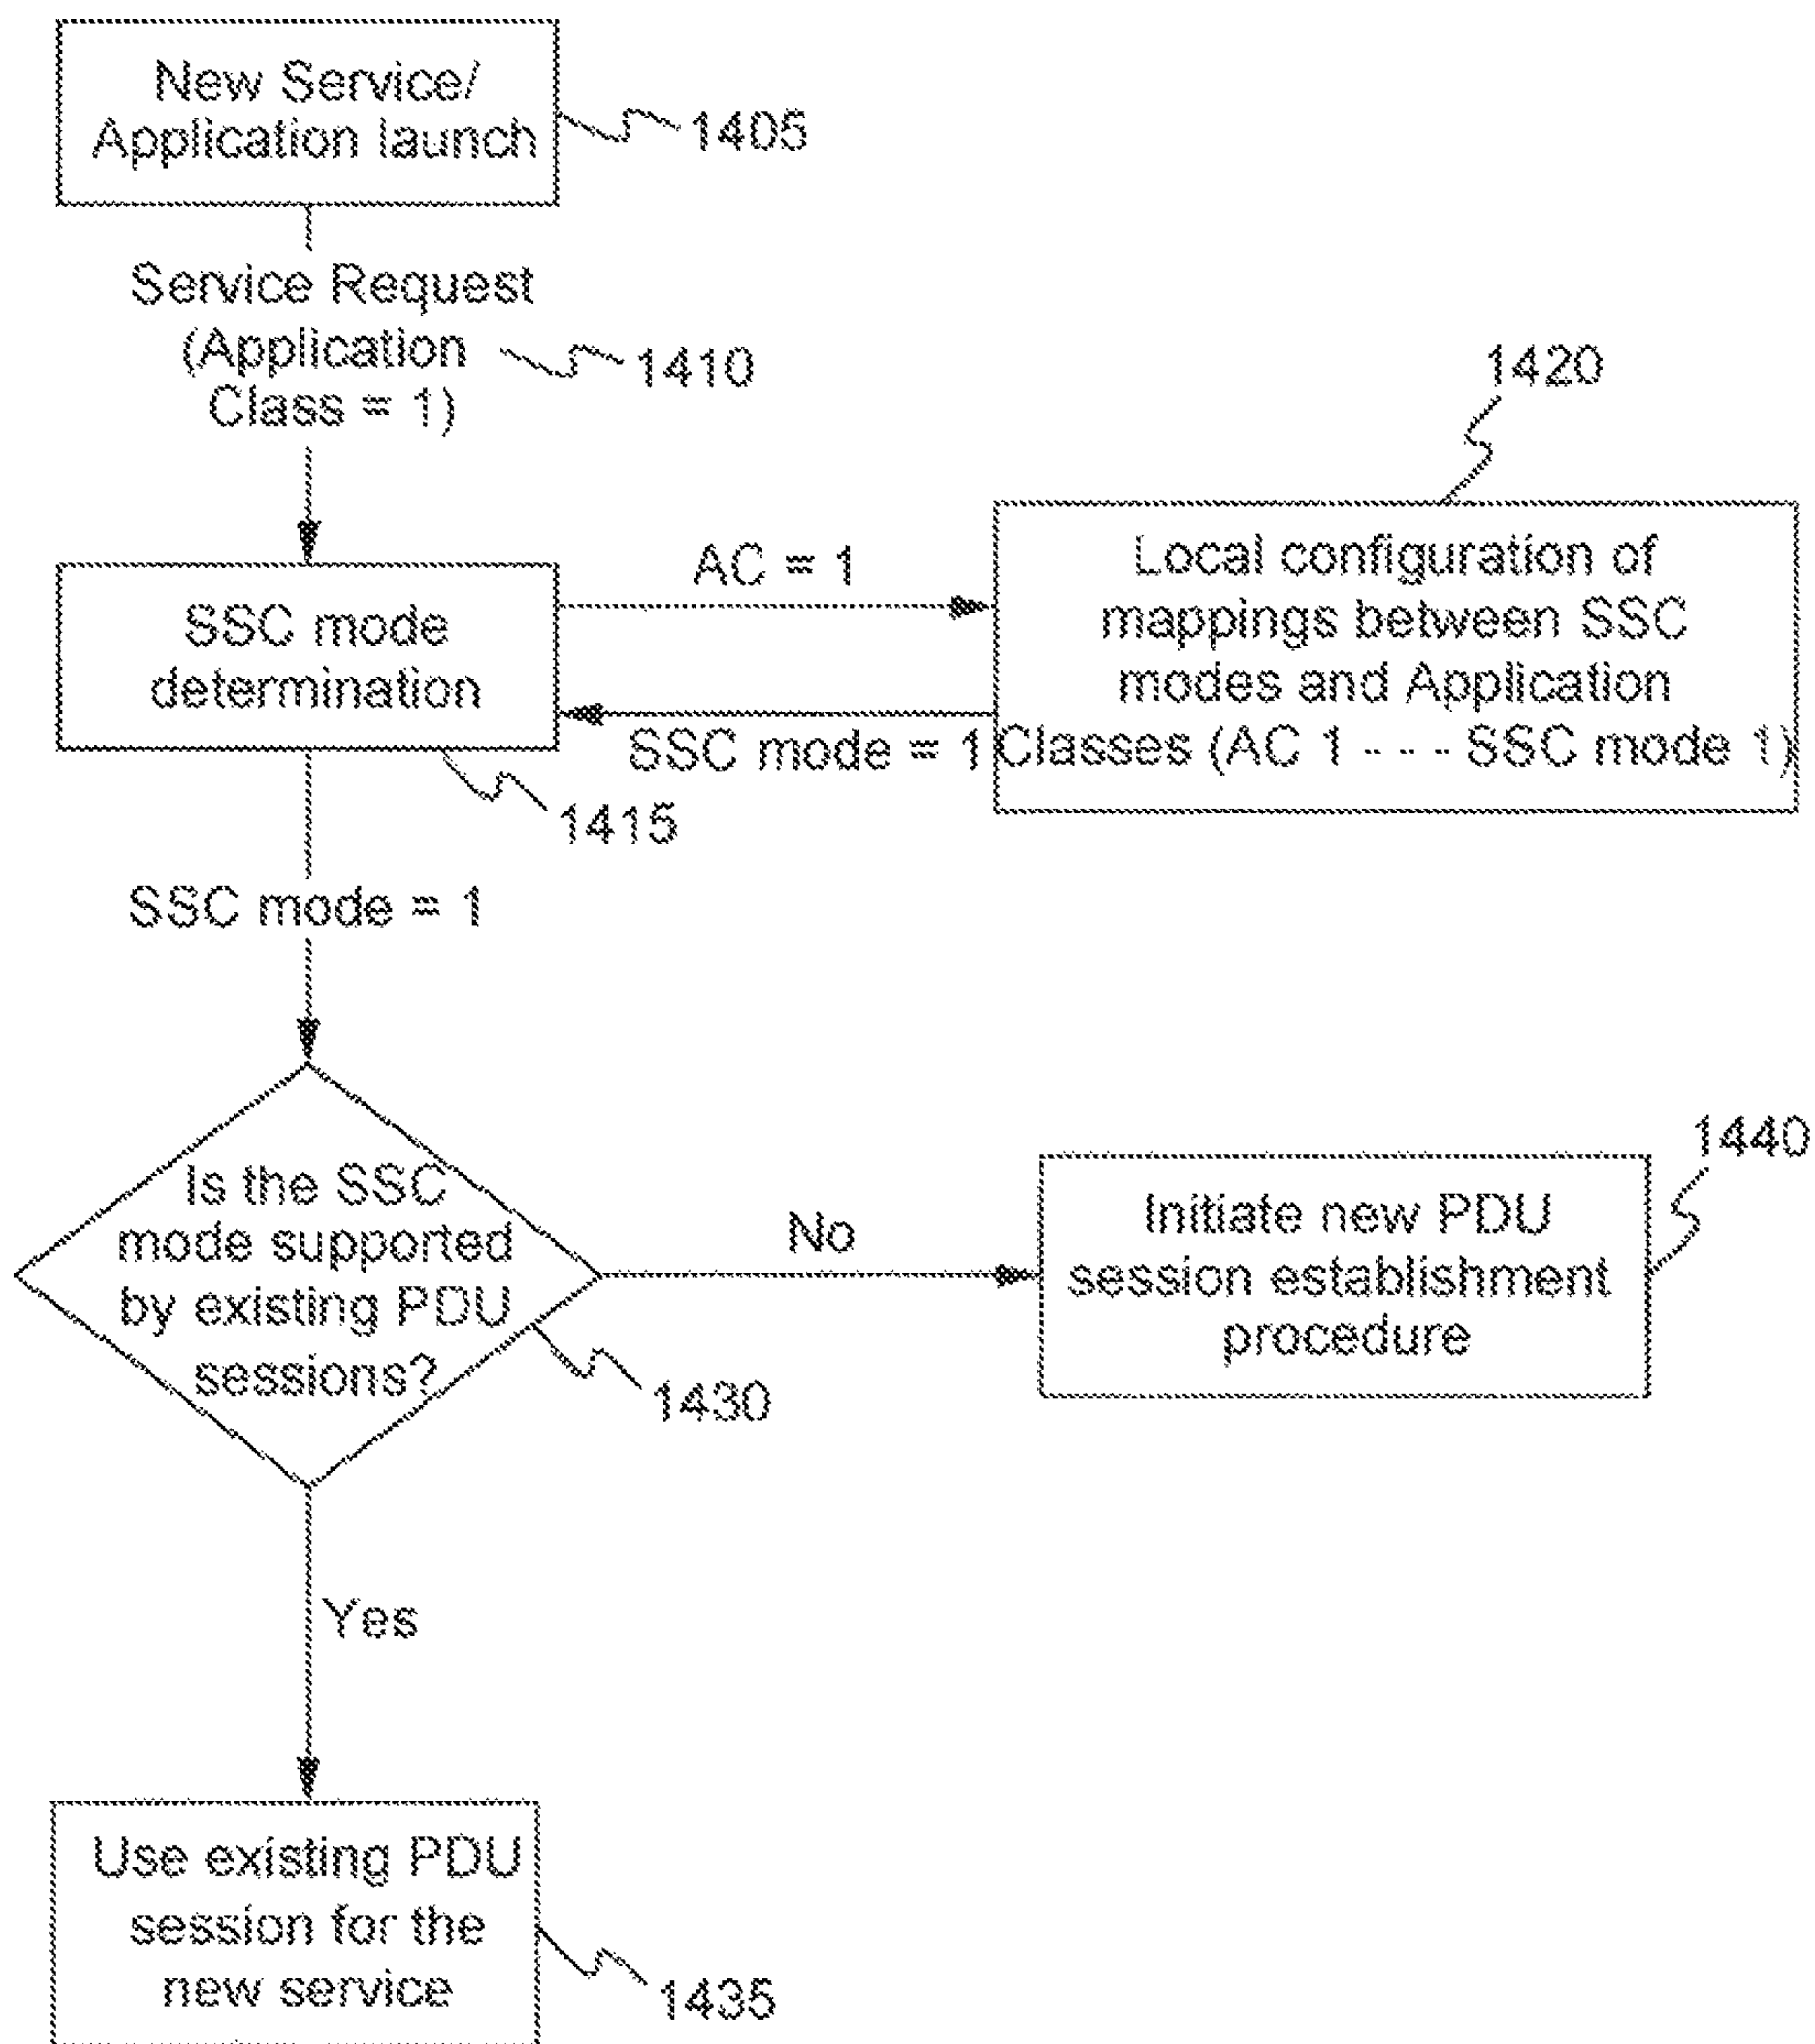 New Service/
Application launch
1405
Service Request
(Application
Class = 1)
1410
1420
SSC mode
determination
1415
AC = 1
SSC mode = 1
Local configuration of
mappings between SSC
modes and Application
Classes (AC 1 - - - SSC mode 1)
SSC mode = 1
Is the SSC
mode supported
by existing PDU
sessions?
1430
No
Initiate new PDU
session establishment
procedure
1440
Yes
Use existing PDU
session for the
new service
1435